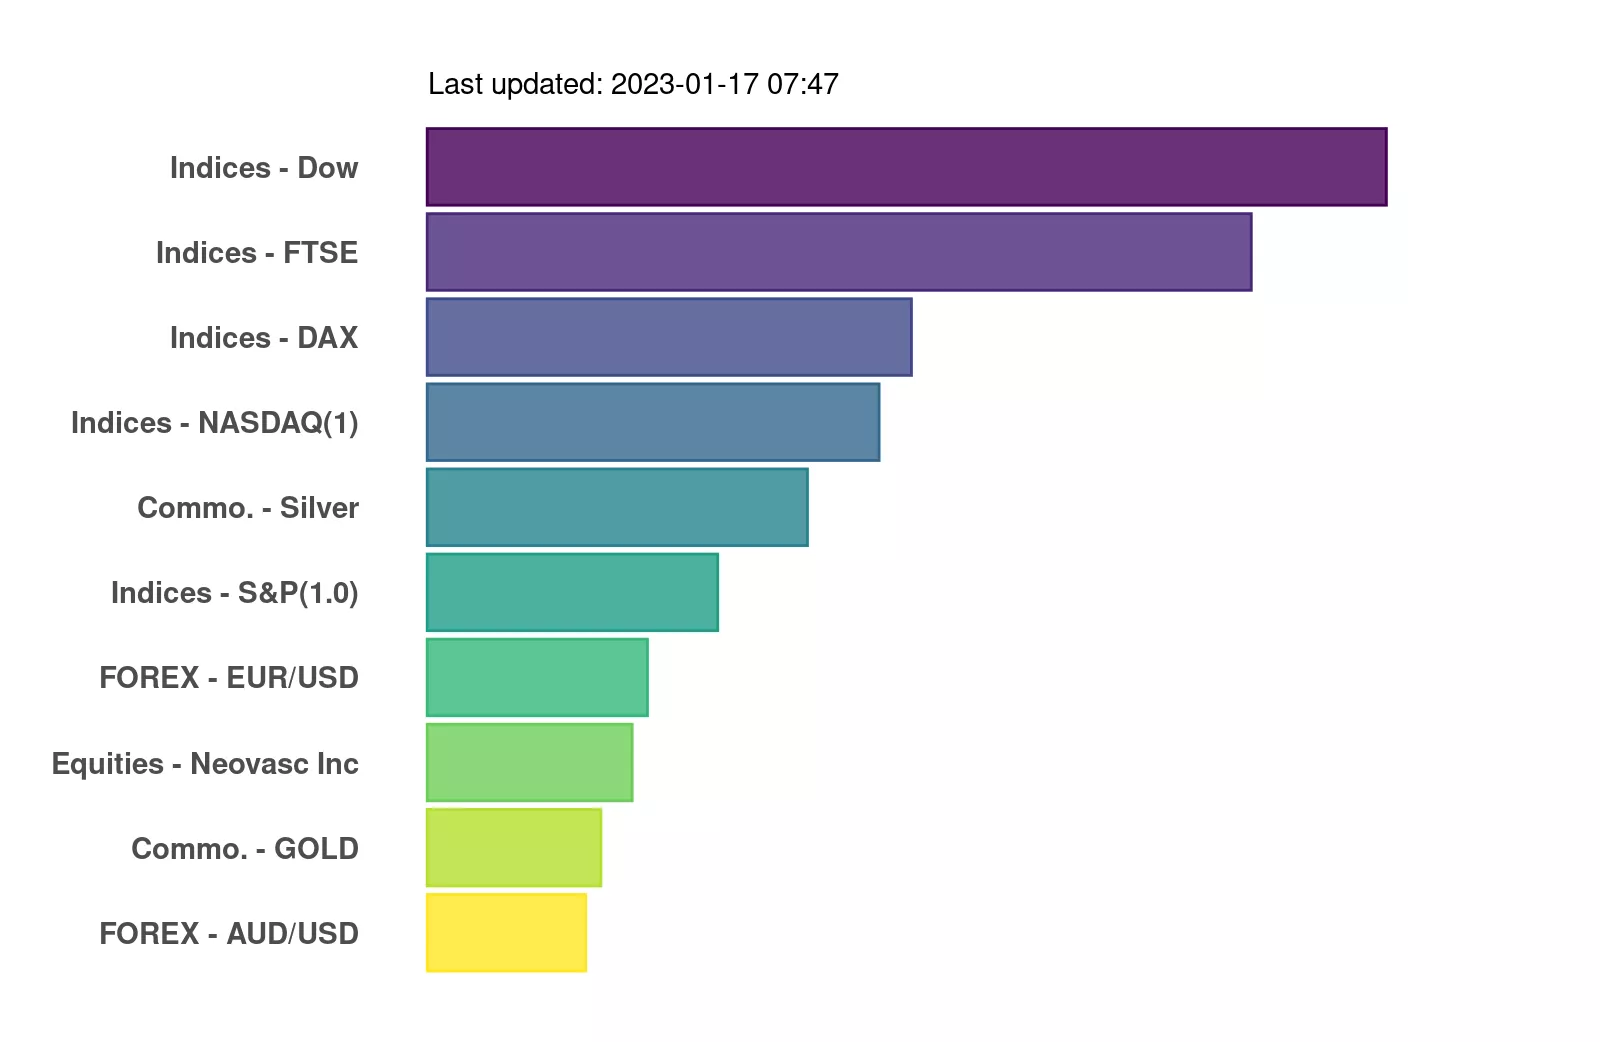 Last updated: 2023-01-17 07:47
Indices - Dow
Indices - FTSE
Indices - DAX
Indices - NASDAQ(1)
Commo. - Silver
Indices - S&P(1.0)
FOREX - EUR/USD
Equities - Neovasc Inc
Commo. - GOLD
FOREX - AUD/USD